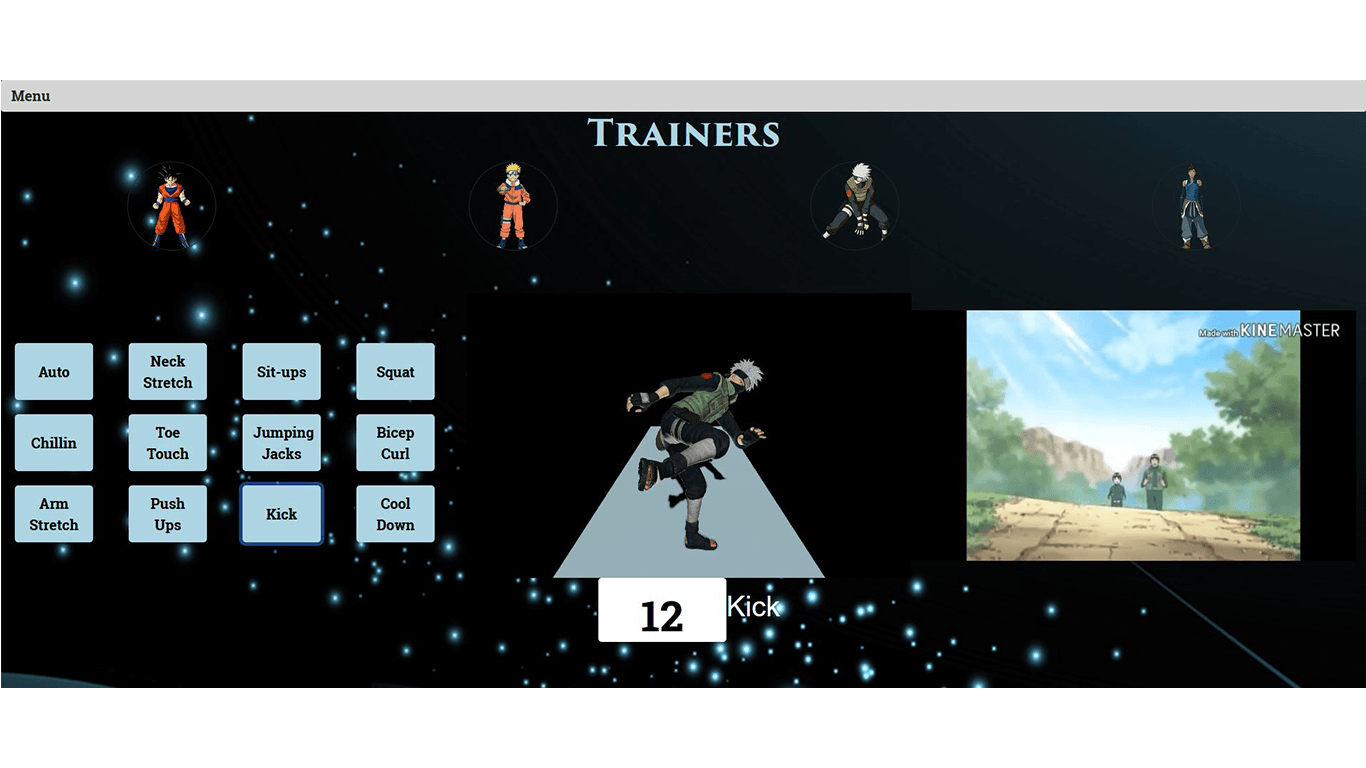 Menu
TRAINERS
Made with KINEMASTER
Auto
Neck
Stretch
Sit-ups
Squat
Chillin
Toe
Touch
Jumping
Jacks
Bicep
Curl
Arm
Stretch
Push
Ups
Kick
Cool
Down
12
Kick